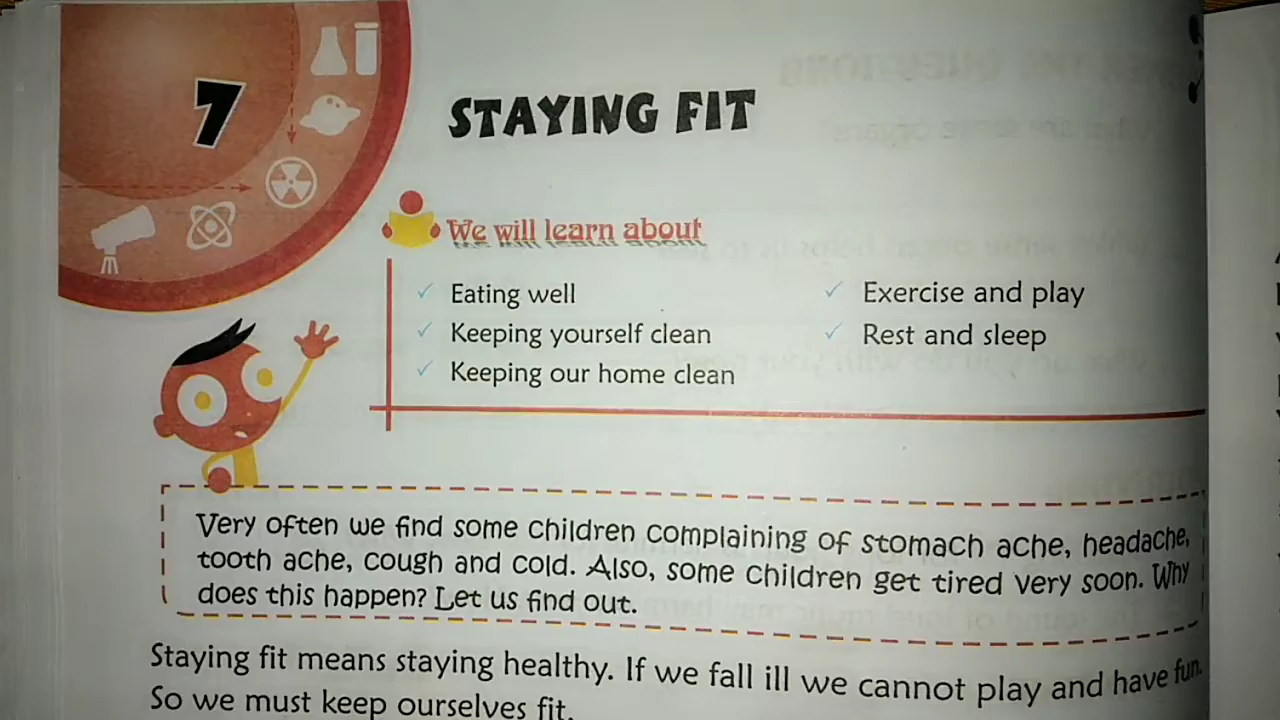 7
STAYING FIT
We will learn about
Eating well
Keeping yourself clean
Keeping our home clean
Exercise and play
Rest and sleep
Very often we find some children complaining of stomach ache, headache,
tooth ache, cough and cold. Also, some children get tired very soon. Why
does this happen? Let us find out.
Staying fit means staying healthy. If we fall ill we cannot play and have fun.
So we must keep ourselves fit.